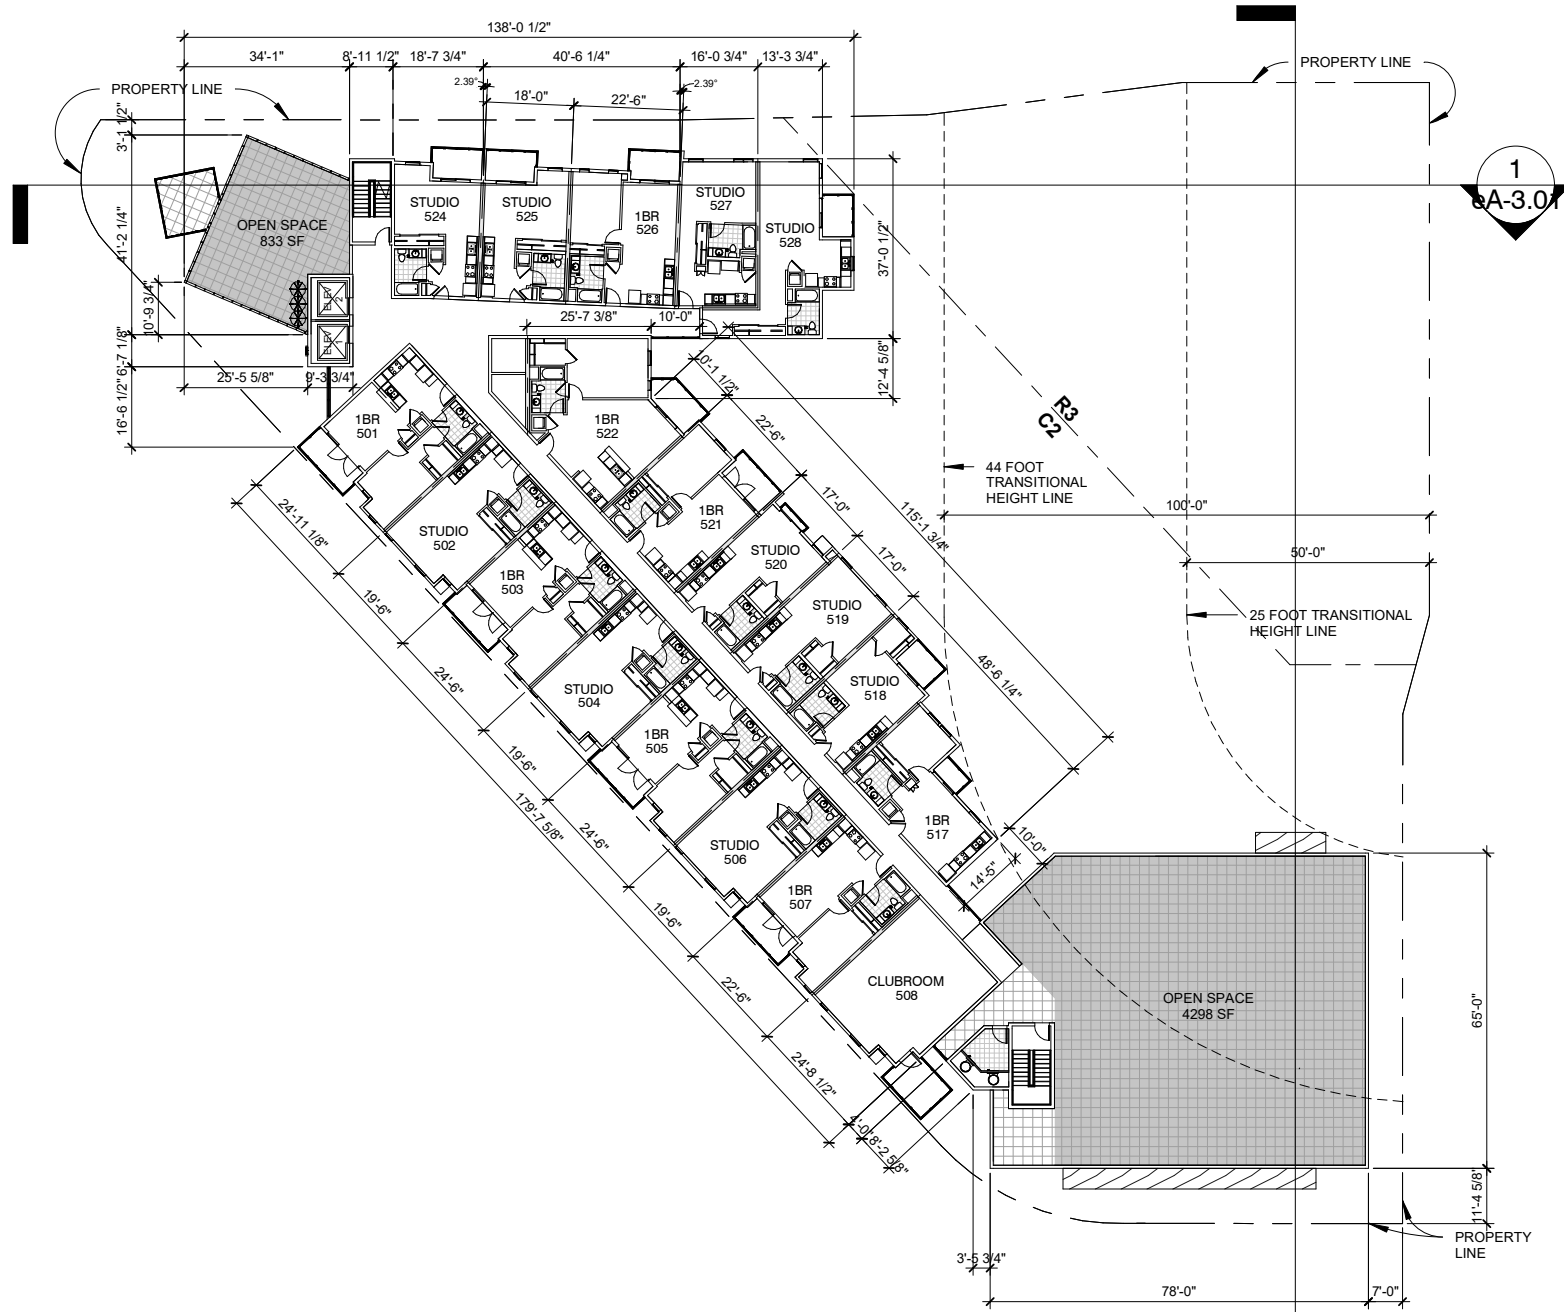 138'-0 1/2"
34'-1"
8'-11 1/2"
18'-7 3/4"
40'-6 1/4"
16'-0 3/4"
13'-3 3/4"
2.39°
2.39°
18'-0"
22'-6"
PROPERTY LINE
PROPERTY LINE
3'-1 1/2"
41'-2 1/4"
10'-9 3/4"
6'-7 1/8"
16'-6 1/2"
OPEN SPACE
833 SF
STUDIO
524
STUDIO
525
1BR
526
STUDIO
527
STUDIO
528
1
eA-3.01
37'-0 1/2"
12'-4 5/8"
ELEV
2
ELEV
1
25'-5 5/8"
9'-3 3/4"
25'-7 3/8"
10'-0"
10'-1 1/2"
22'-6"
17'-0"
17'-0"
115'-1 3/4"
48'-6 1/4"
R3
C2
44 FOOT
TRANSITIONAL
HEIGHT LINE
100'-0"
50'-0"
25 FOOT TRANSITIONAL
HEIGHT LINE
1BR
501
1BR
522
STUDIO
502
1BR
521
1BR
503
STUDIO
520
STUDIO
519
STUDIO
504
STUDIO
518
1BR
505
STUDIO
506
1BR
517
1BR
507
CLUBROOM
508
24'-11 1/8"
19'-6"
24'-6"
19'-6"
179'-7 5/8"
24'-6"
19'-6"
22'-6"
24'-8 1/2"
4'-0"
8'-2 5/8"
10'-0"
14'-5"
OPEN SPACE
4298 SF
65'-0"
11'-4 5/8"
PROPERTY
LINE
3'-5 3/4"
78'-0"
7'-0"